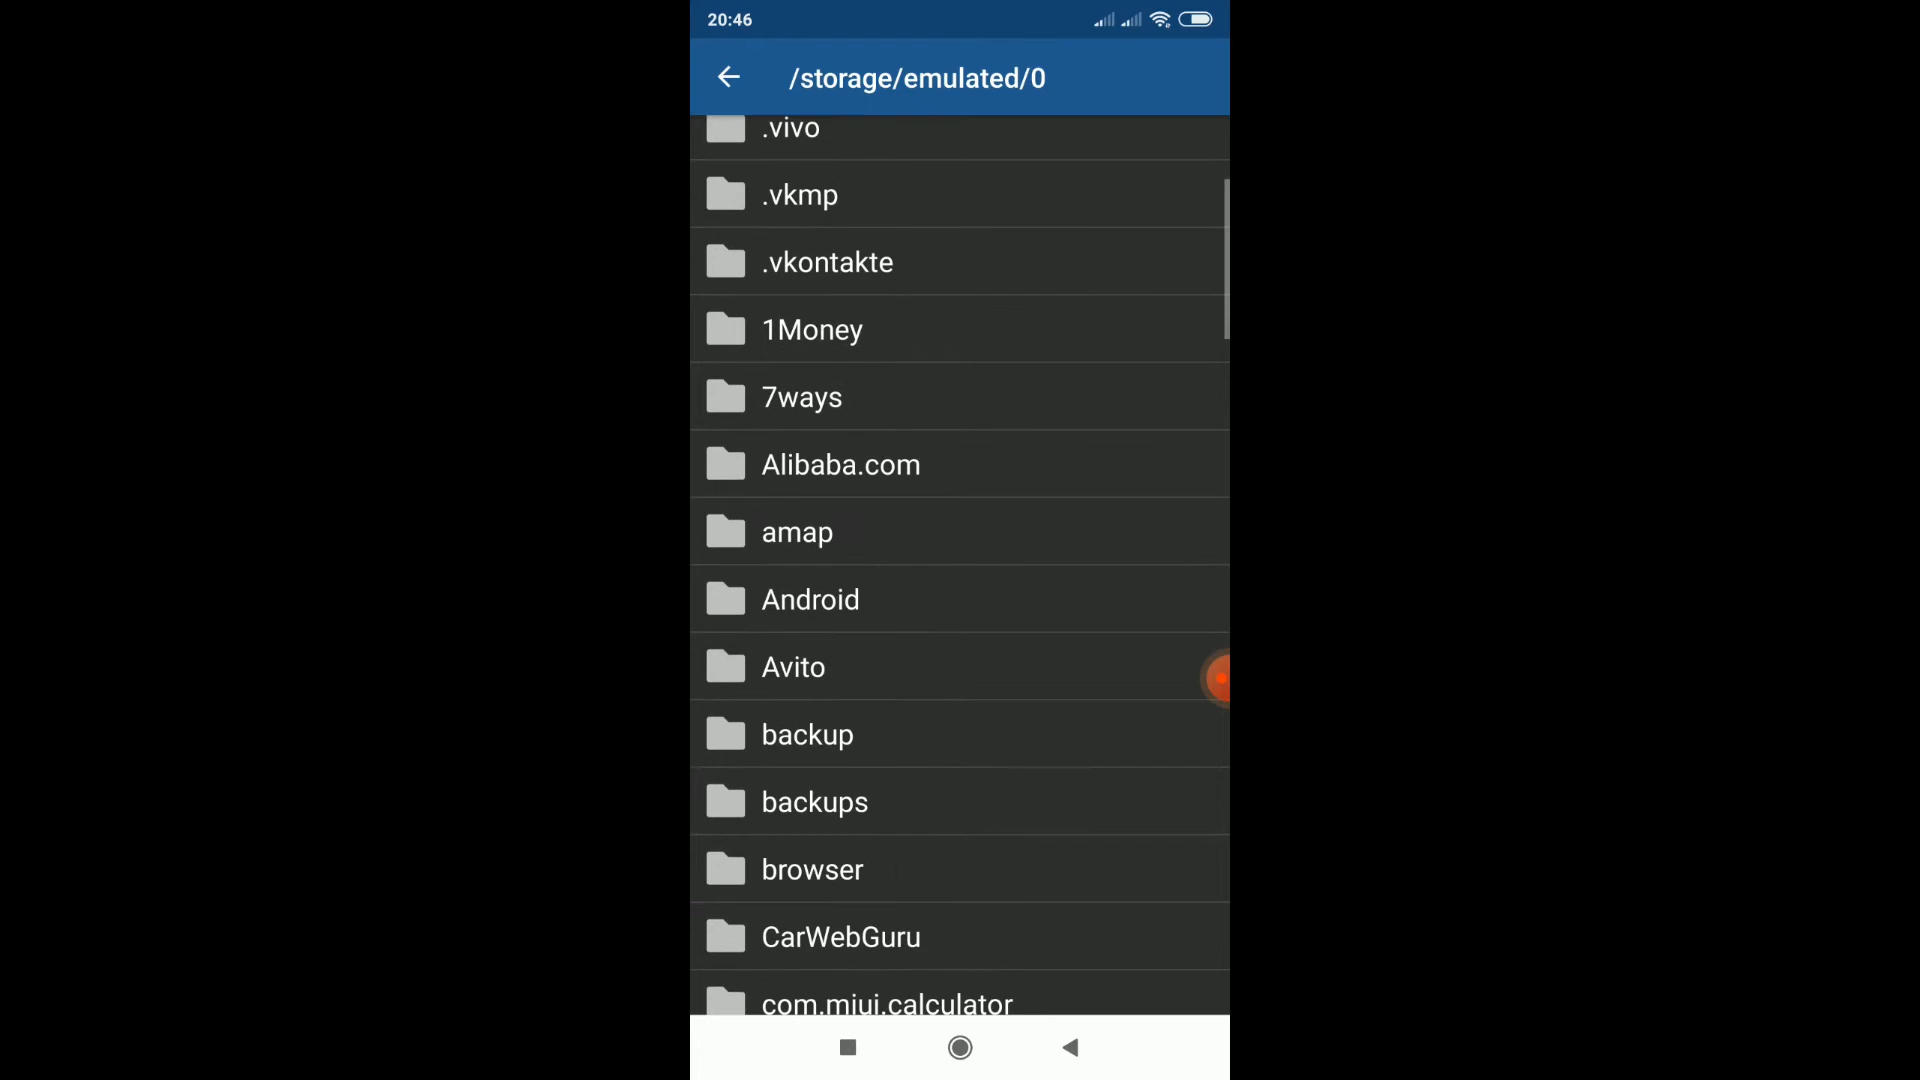 20:46
/storage/emulated/0
.vivo
.vkmp
.vkontakte
1Money
7ways
Alibaba.com
amap
Android
Avito
backup
backups
browser
CarWebGuru
com.miui.calculator